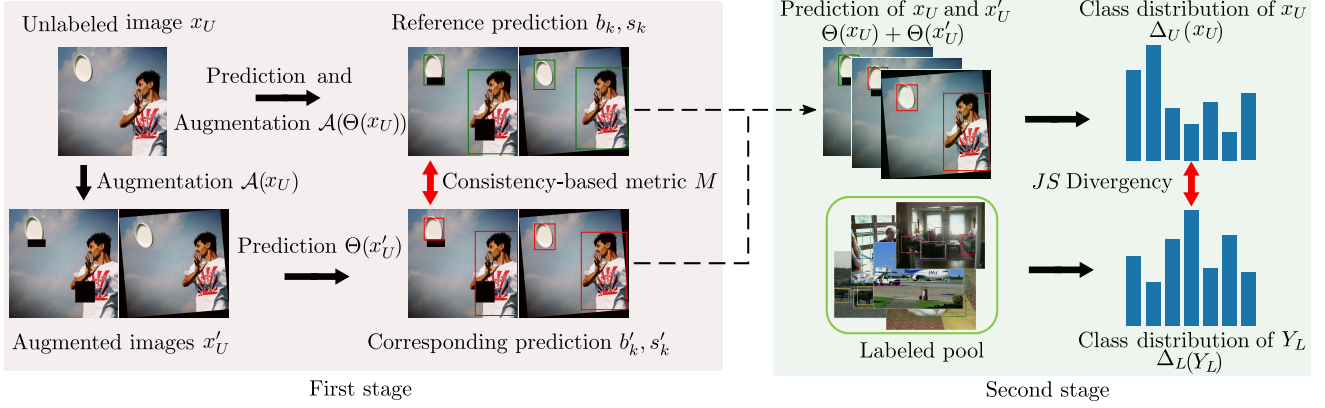 Unlabeled image x_U
Reference prediction b_k, s_k
Prediction and
Augmentation 𝒜(Θ(x_U))
Augmentation 𝒜(x_U)
Consistency-based metric M
Prediction Θ(x′_U)
Augmented images x′_U
Corresponding prediction b′_k, s′_k
First stage
Prediction of x_U and x′_U
Θ(x_U) + Θ(x′_U)
Class distribution of x_U
Δ_U(x_U)
JS Divergency
Labeled pool
Class distribution of Y_L
Δ_L(Y_L)
Second stage